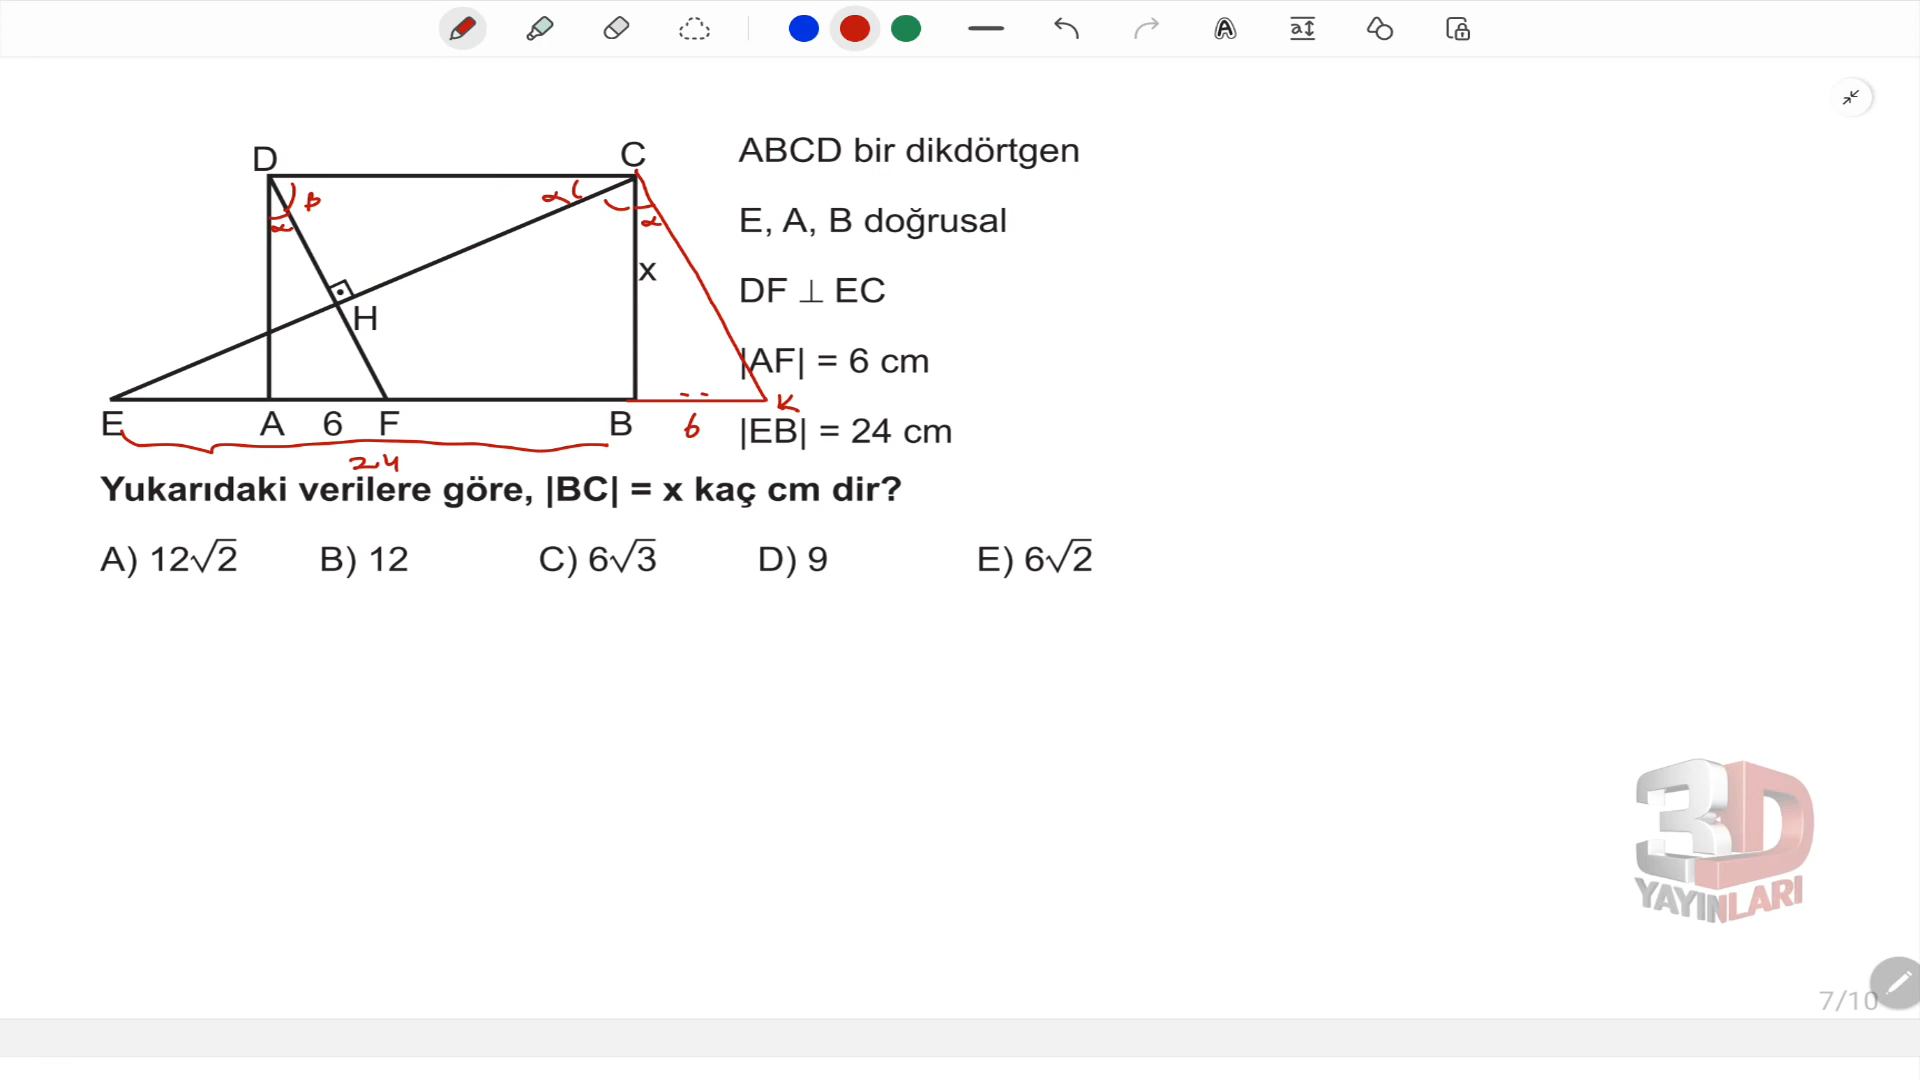 D
C
ABCD bir dikdörtgen
β
α
α
α
E, A, B doğrusal
x
DF ⊥ EC
H
|AF| = 6 cm
K
E
A
6
F
B
6
|EB| = 24 cm
24
Yukarıdaki verilere göre, |BC| = x kaç cm dir?
A) 12√2 B) 12 C) 6√3 D) 9 E) 6√2
3D
YAYINLARI
7/10